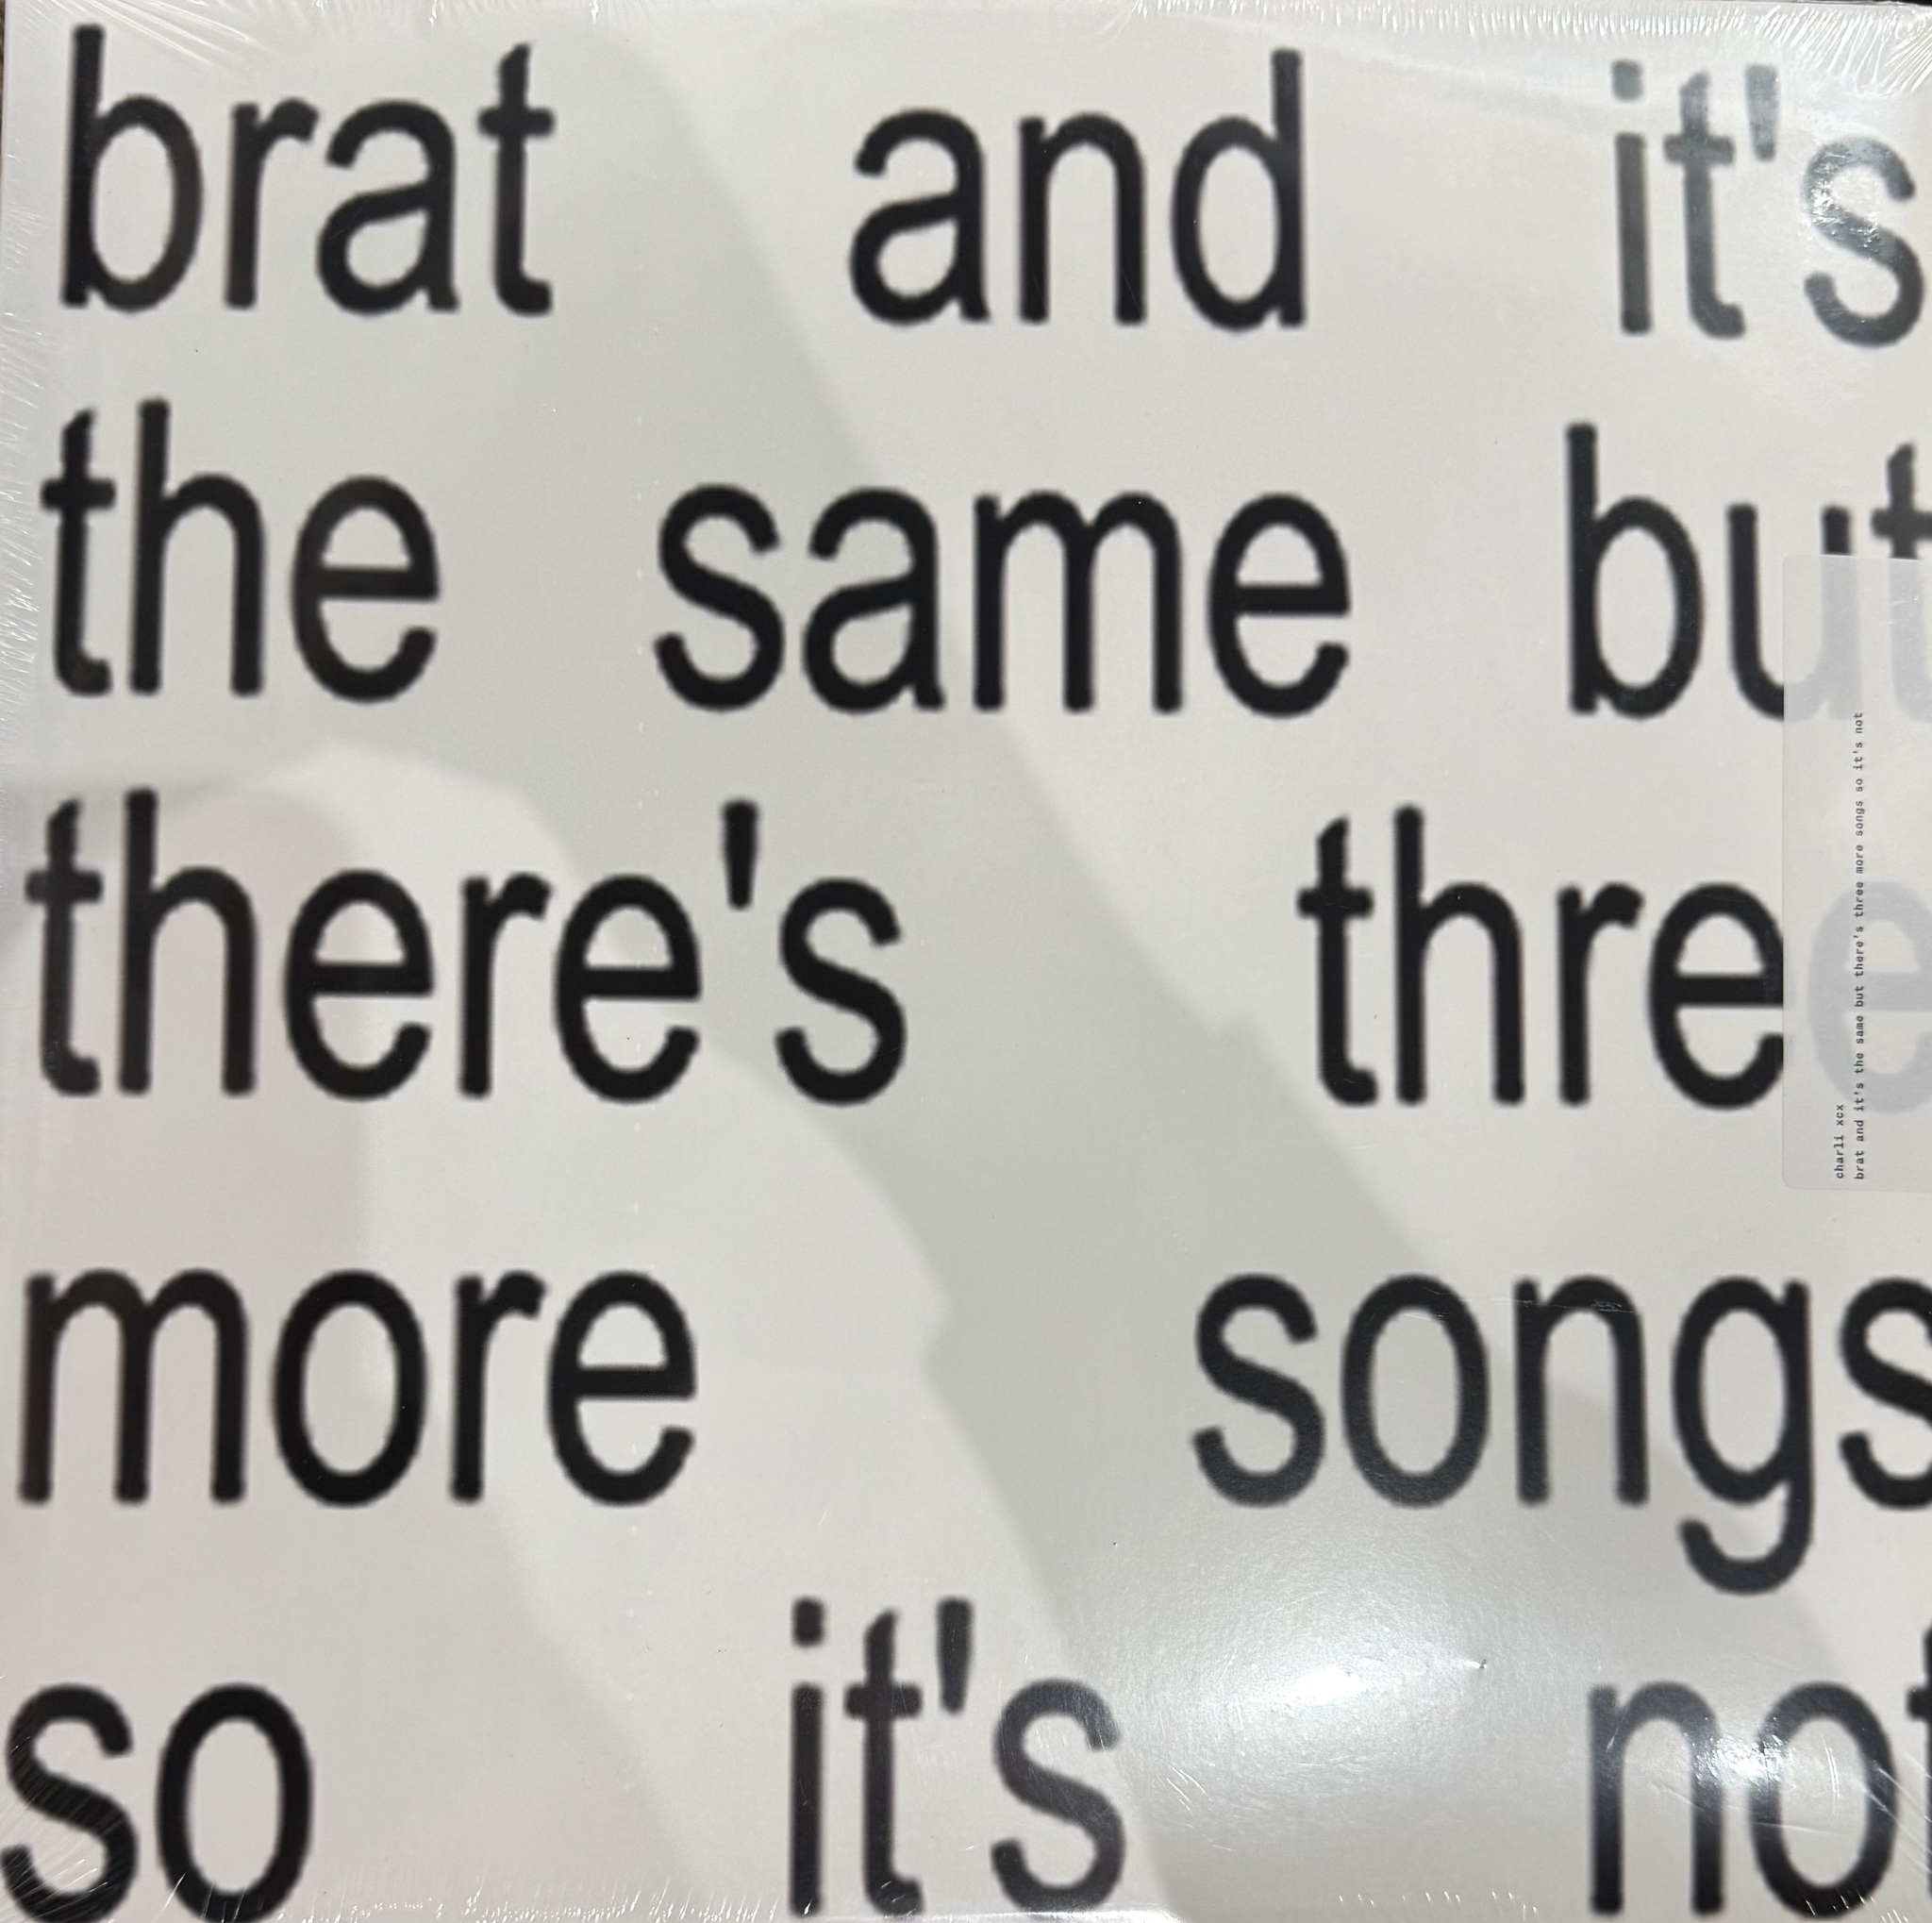 brat and it's
the same but
there's three
more songs
so it's not
charli xcx
brat and it's the same but there's three more songs so it's not